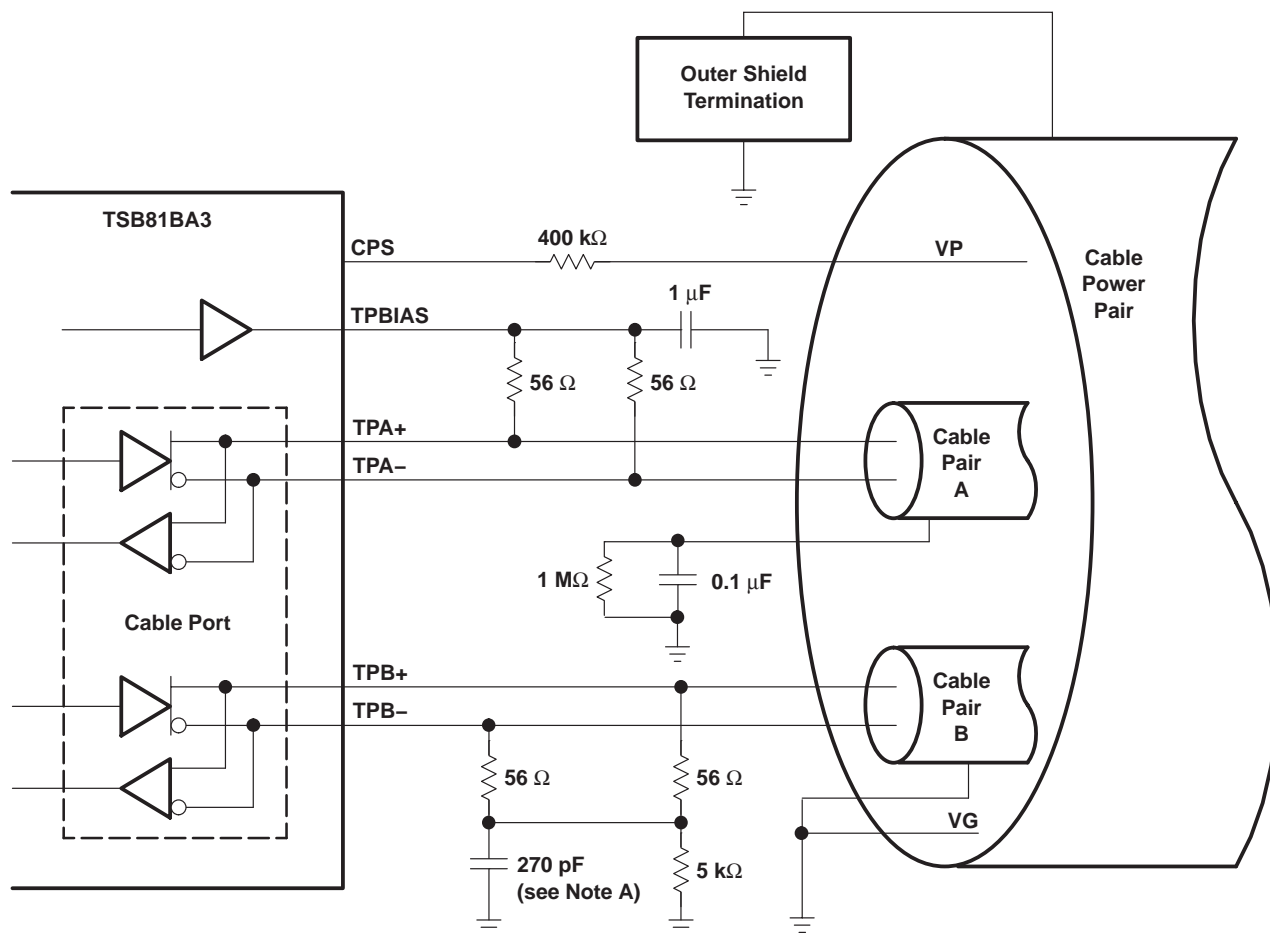 Outer Shield
Termination
TSB81BA3
CPS
400 kΩ
VP
Cable
Power
Pair
1 μF
TPBIAS
56 Ω
56 Ω
TPA+
TPA−
Cable
Pair
A
1 MΩ
0.1 μF
Cable Port
TPB+
TPB−
Cable
Pair
B
56 Ω
56 Ω
VG
270 pF
(see Note A)
5 kΩ